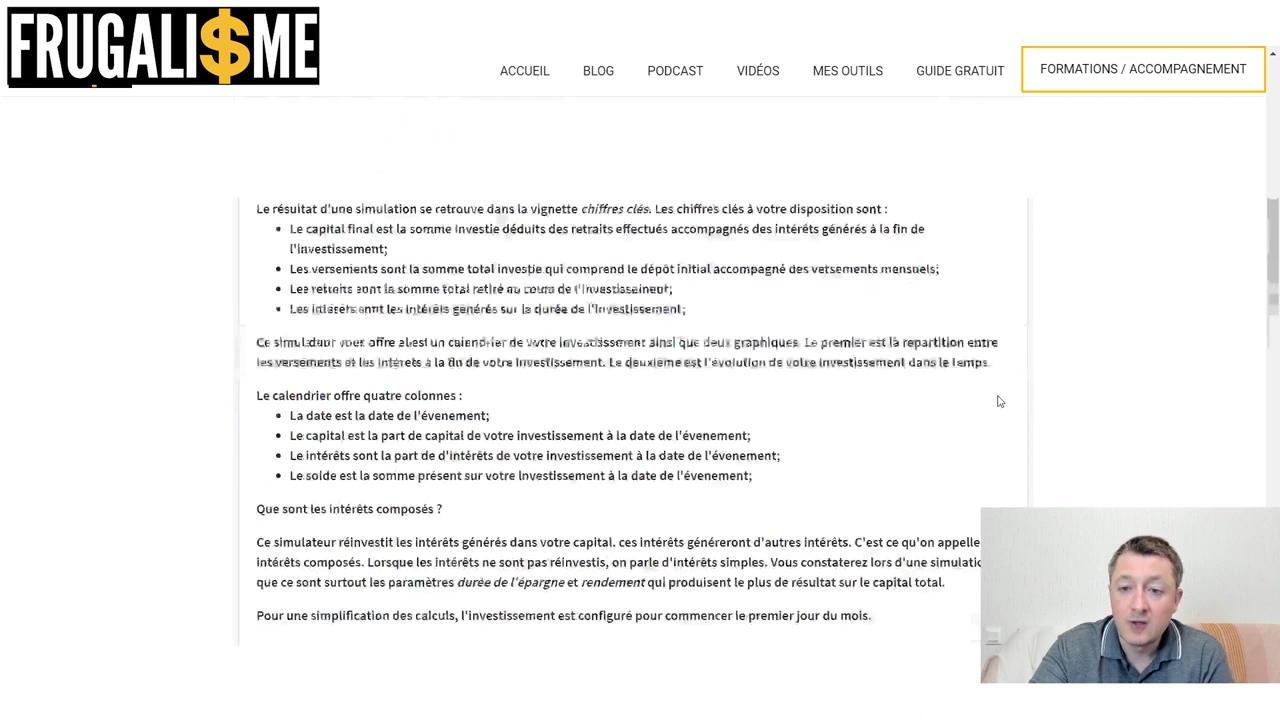 FRUGALI$ME
ACCUEIL
BLOG
PODCAST
VIDÉOS
MES OUTILS
GUIDE GRATUIT
FORMATIONS / ACCOMPAGNEMENT
Le résultat d'une simulation se retrouve dans la vignette chiffres clés. Les chiffres clés à votre disposition sont :
Le capital final est la somme investie déduits des retraits effectués accompagnés des intérêts générés à la fin de
l'investissement;
Les versements sont la somme total investie qui comprend le dépôt initial accompagné des versements mensuels;
Les retraits sont la somme total retiré au cours de l'investissement;
Les intérêts sont les intérêts générés sur la durée de l'investissement;
Ce simulateur vous offre un calendrier de votre investissement ainsi que deux graphiques. Le premier est la repartition entre
les versements et les intérets à la fin de votre investissement. Le deuxième est l'évolution de votre investissement dans le temps.
Le calendrier offre quatre colonnes :
La date est la date de l'évenement;
Le capital est la part de capital de votre investissement à la date de l'évenement;
Le intérêts sont la part de d'intérêts de votre investissement à la date de l'évenement;
Le solde est la somme présent sur votre investissement à la date de l'évenement;
Que sont les intérêts composés ?
Ce simulateur réinvestit les intérêts générés dans votre capital. ces intérêts généreront d'autres intérêts. C'est ce qu'on appelle
intérêts composés. Lorsque les intérêts ne sont pas réinvestis, on parle d'intérêts simples. Vous constaterez lors d'une
que ce sont surtout les paramètres durée de l'épargne et rendement qui produisent le plus de résultat sur le capital total.
Pour une simplification des calculs, l'investissement est configuré pour commencer le premier jour du mois.